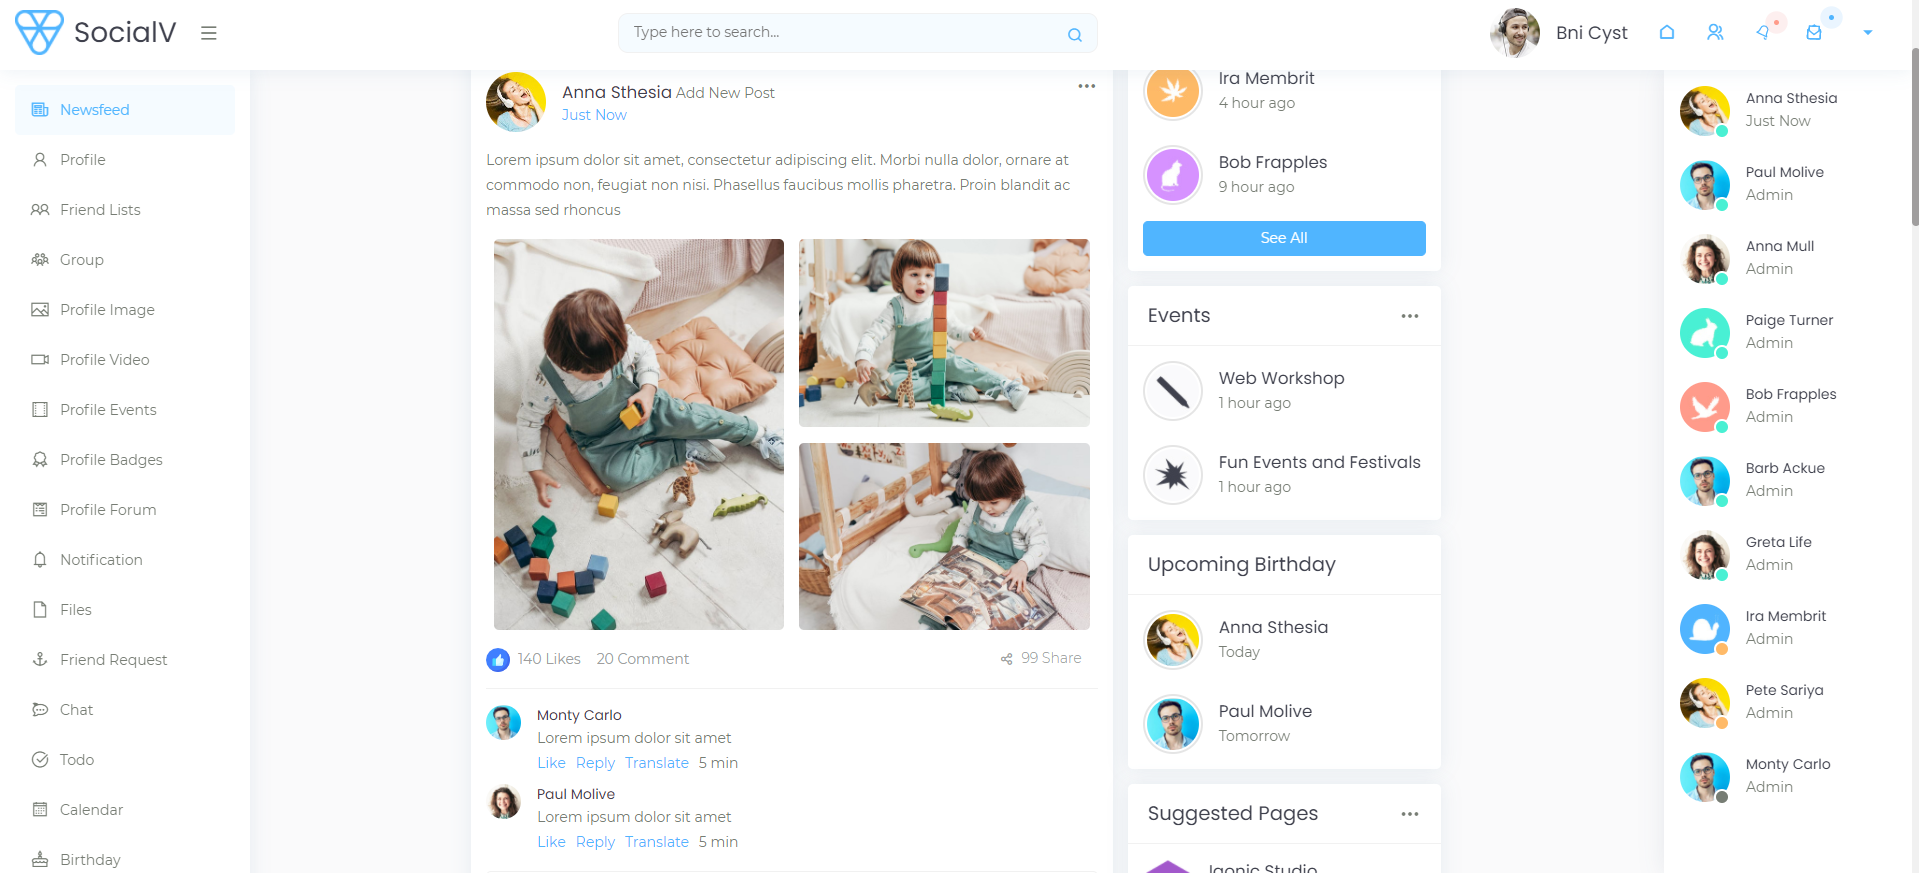 SocialV
Type here to search...
Bni Cyst
Newsfeed
Profile
Friend Lists
Group
Profile Image
Profile Video
Profile Events
Profile Badges
Profile Forum
Notification
Files
Friend Request
Chat
Todo
Calendar
Birthday
Anna Sthesia Add New Post
Just Now
Lorem ipsum dolor sit amet, consectetur adipiscing elit. Morbi nulla dolor, ornare at
commodo non, feugiat non nisi. Phasellus faucibus mollis pharetra. Proin blandit ac
massa sed rhoncus
140 Likes 20 Comment
99 Share
Monty Carlo
Lorem ipsum dolor sit amet
Like Reply Translate 5 min
Paul Molive
Lorem ipsum dolor sit amet
Like Reply Translate 5 min
Ira Membrit
4 hour ago
Bob Frapples
9 hour ago
See All
Events
Web Workshop
1 hour ago
Fun Events and Festivals
1 hour ago
Upcoming Birthday
Anna Sthesia
Today
Paul Molive
Tomorrow
Suggested Pages
Iqonic Studio
Anna Sthesia
Just Now
Paul Molive
Admin
Anna Mull
Admin
Paige Turner
Admin
Bob Frapples
Admin
Barb Ackue
Admin
Greta Life
Admin
Ira Membrit
Admin
Pete Sariya
Admin
Monty Carlo
Admin